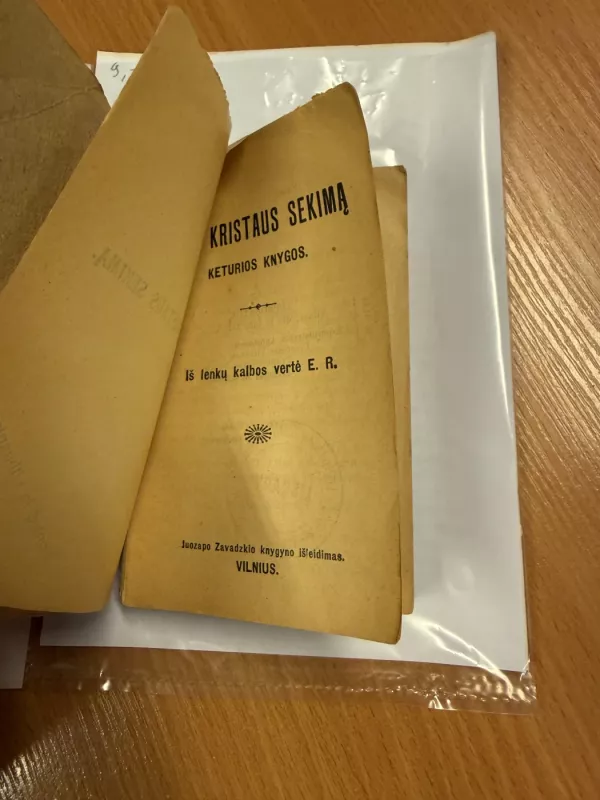 KRISTAUS SEKIMĄ
KETURIOS KNYGOS.
Iš lenkų kalbos vertė E. R.
Juozapo Zavadzkio knygyno išleidimas.
VILNIUS.